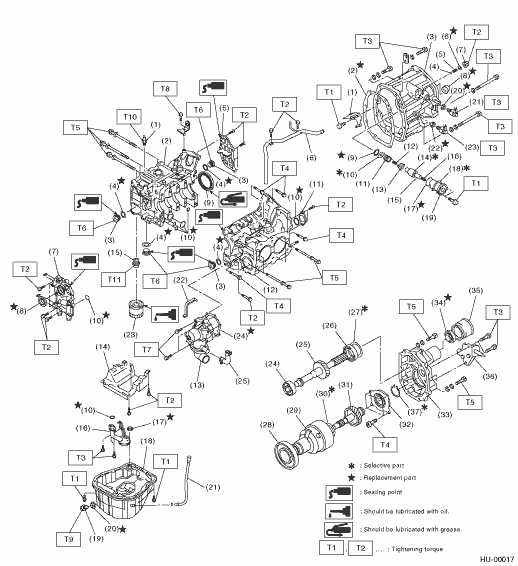 T3
(3)
(6)★
T2
(7)
(5)
T3
(4)
(8)★
(2)★
T1
(1)
(20)★
(21)
T3
(12)
(22)★
(23)
T3
★(9)
(14)*
(16)
*(10)
(18)*
(11)
(13)
(15)
(17)★
T1
(19)
T8
T6
(5)
T2
T10
(1)
T5
(2)
T2
(6)
T4
(4)★
(3)
(4)★
(9)
(10)★
(11)
T2
T6
(3)
(4)★
(10)★
(4)★
T4
(15)
T6
(3)
(12)
T5
(7)
T2
T11
(22)
T4
T2
★(8)
(10)★
(23)
T2
(24)★
T7
(13)
(25)
(14)
T2
★(10)
(16)
(17)★
T3
(18)
T1
T1
(21)
(20)★
T9
(19)
(27)*
(26)
(25)
(24)
T5
(34)★
(35)
T3
(36)
T5
(31)
(30)*
(29)
(28)
(32)
(37)*
(33)
T4
* : Selective part
★ : Replacement part
: Sealing point
: Should be lubricated with oil.
: Should be lubricated with grease.
T1 , T2 .... : Tightening torque
HU-00017